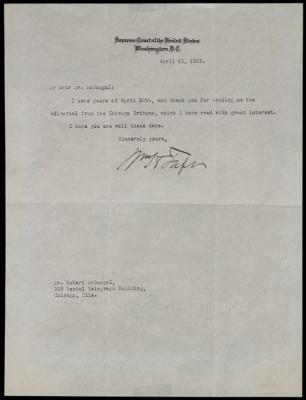 Supreme Court of the United States
Washington, D.C.
April 23, 1923.
My dear Mr. McDougal:
I have yours of April 20th, and thank you for sending me the
editorial from the Chicago Tribune, which I have read with great interest.
I hope you are well these days.
Sincerely yours,
Wm H Taft
Mr. Robert McDougal,
Postal Telegraph Building,
Chicago, Ills.